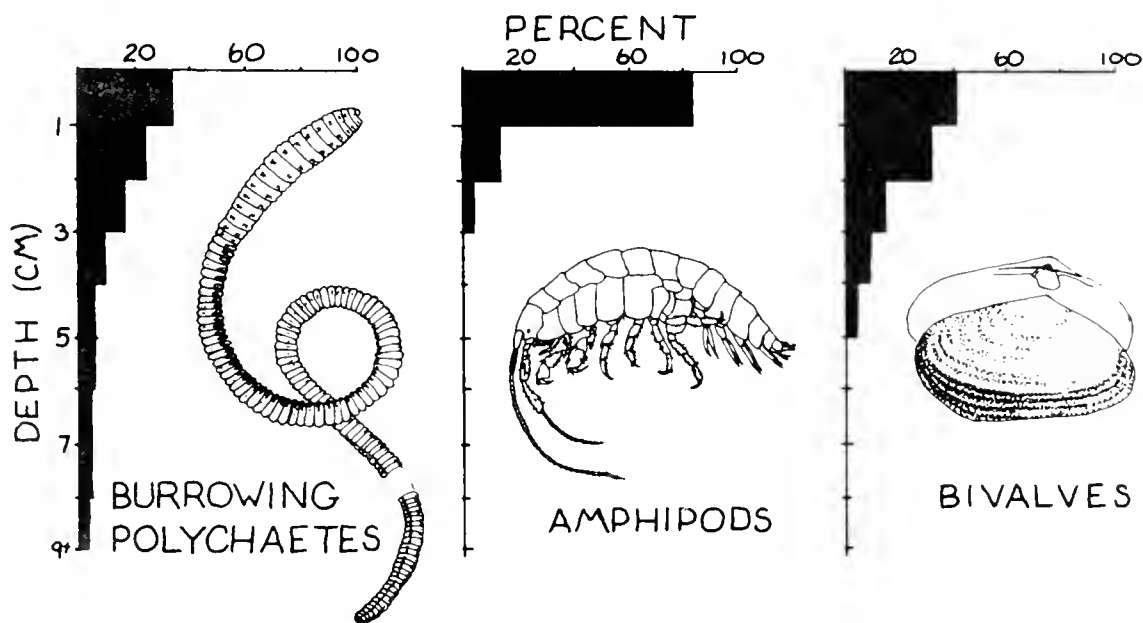 PERCENT
20 60 100
20 60 100
20 60 100
DEPTH (CM)
1
3
5
7
9+
BURROWING
POLYCHAETES
AMPHIPODS
BIVALVES